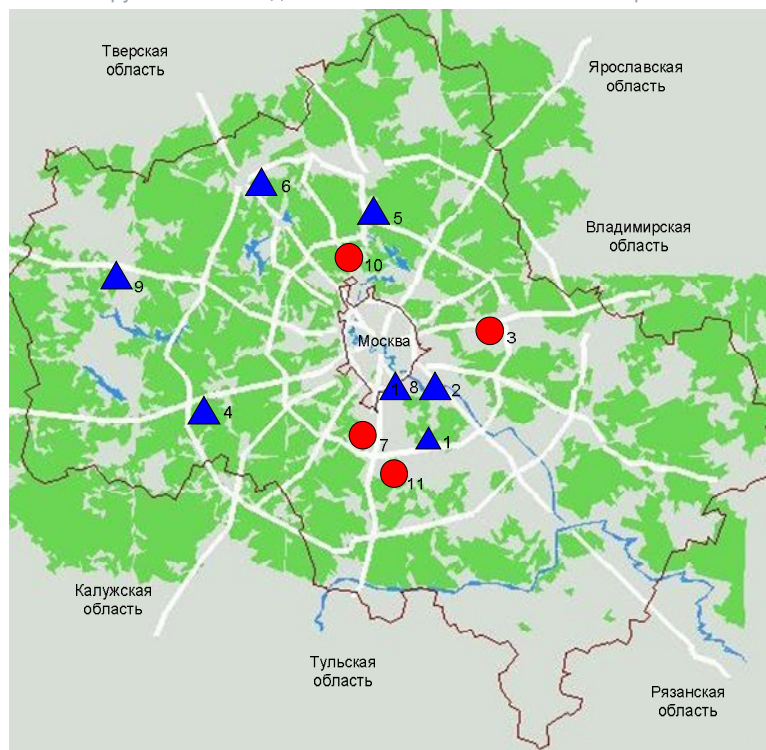 Тверская
область
Ярославская
область
6
5
Владимирская
область
10
9
3
Москва
1
8
2
4
7
1
11
Калужская
область
Тульская
область
Рязанская
область